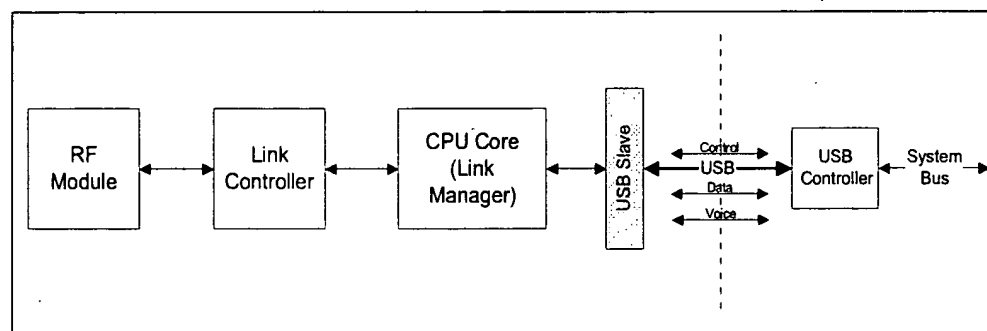 RF
Module
Link
Controller
CPU Core
(Link
Manager)
USB Slave
Control
USB
Data
Voice
USB
Controller
System
Bus